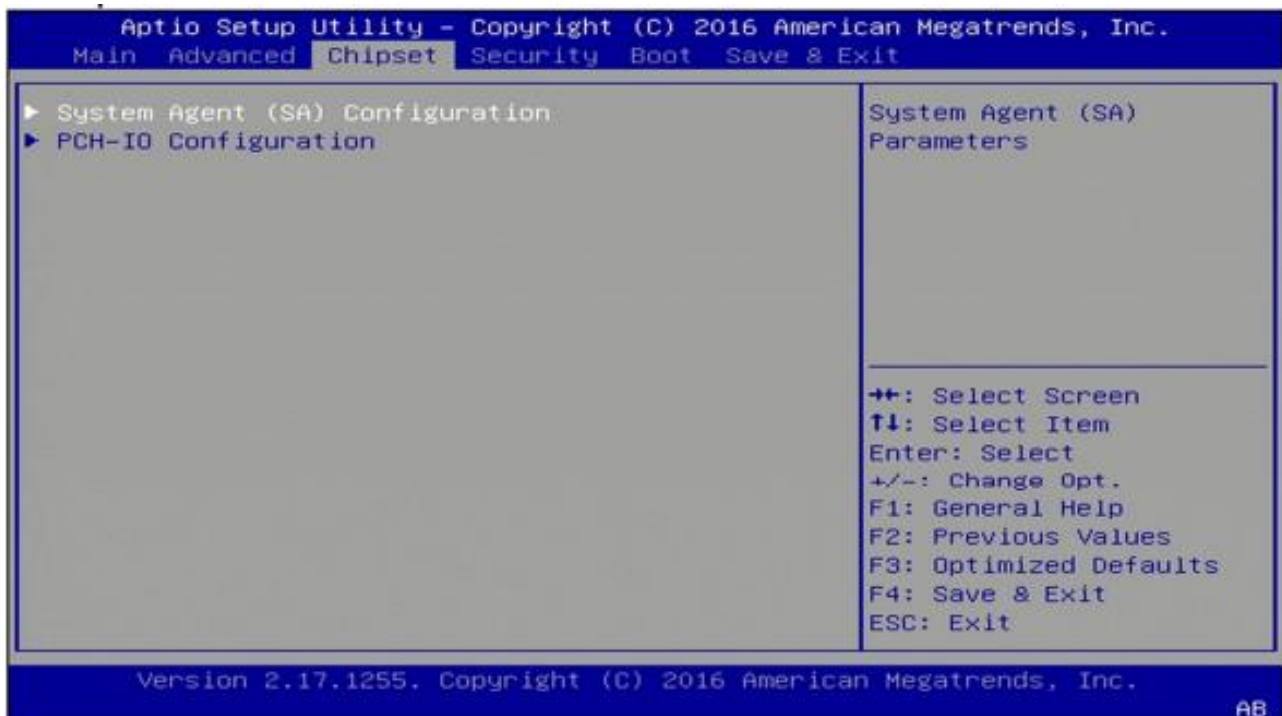 Aptio Setup Utility – Copyright (C) 2016 American Megatrends, Inc.
Main Advanced Chipset Security Boot Save & Exit
▶ System Agent (SA) Configuration
▶ PCH-IO Configuration
System Agent (SA)
Parameters
→←: Select Screen
↑↓: Select Item
Enter: Select
+/-: Change Opt.
F1: General Help
F2: Previous Values
F3: Optimized Defaults
F4: Save & Exit
ESC: Exit
Version 2.17.1255. Copyright (C) 2016 American Megatrends, Inc.
AB